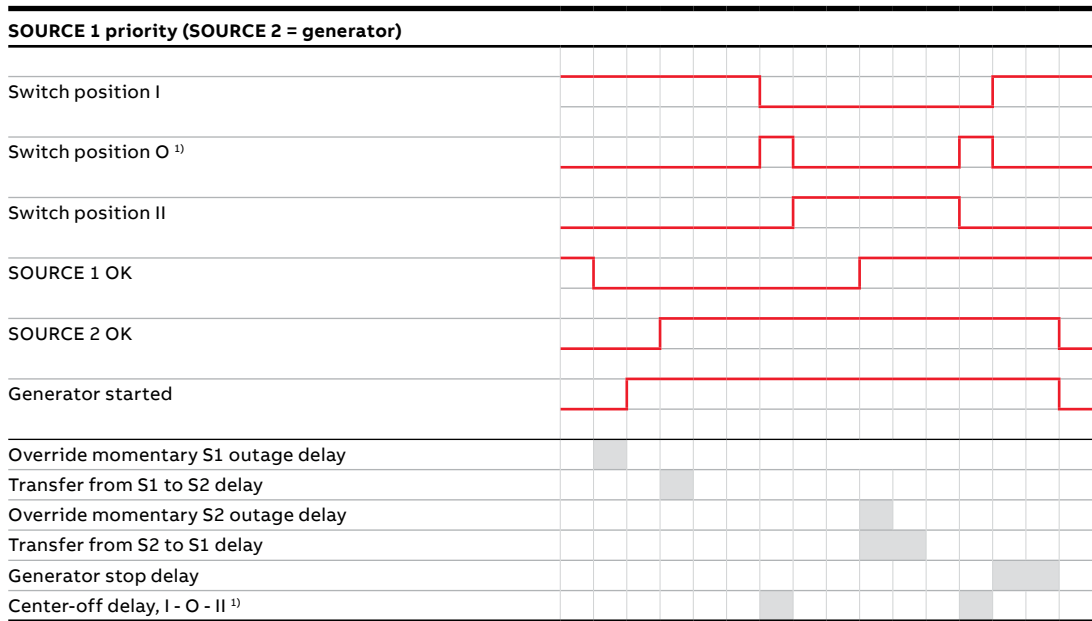 SOURCE 1 priority (SOURCE 2 = generator)
Switch position I
Switch position O ¹⁾
Switch position II
SOURCE 1 OK
SOURCE 2 OK
Generator started
Override momentary S1 outage delay
Transfer from S1 to S2 delay
Override momentary S2 outage delay
Transfer from S2 to S1 delay
Generator stop delay
Center-off delay, I - O - II ¹⁾